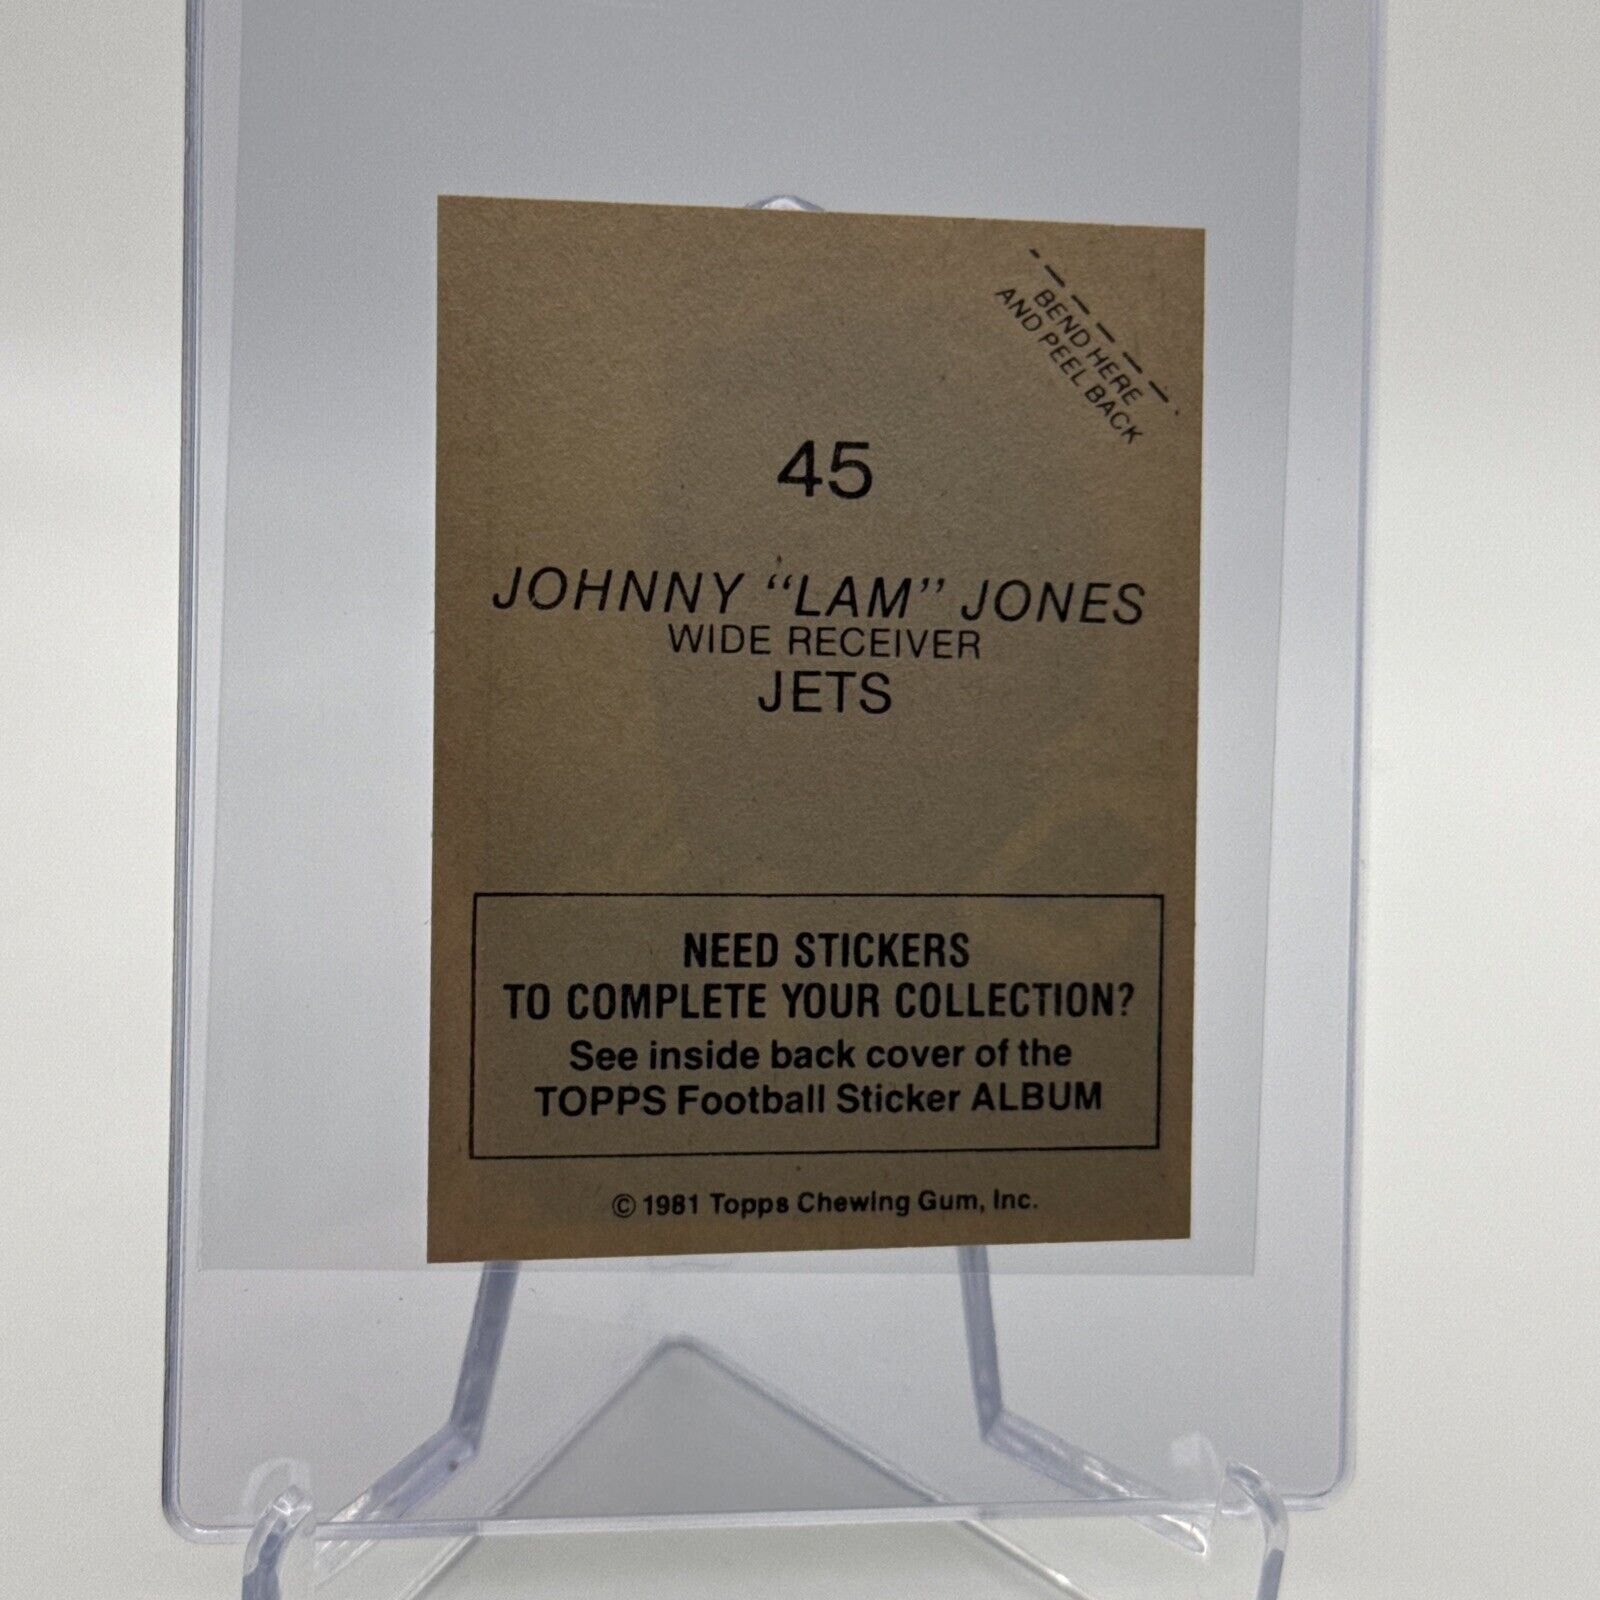 BEND HERE
AND PEEL BACK
45
JOHNNY "LAM" JONES
WIDE RECEIVER
JETS
NEED STICKERS
TO COMPLETE YOUR COLLECTION?
See inside back cover of the
TOPPS Football Sticker ALBUM
© 1981 Topps Chewing Gum, Inc.